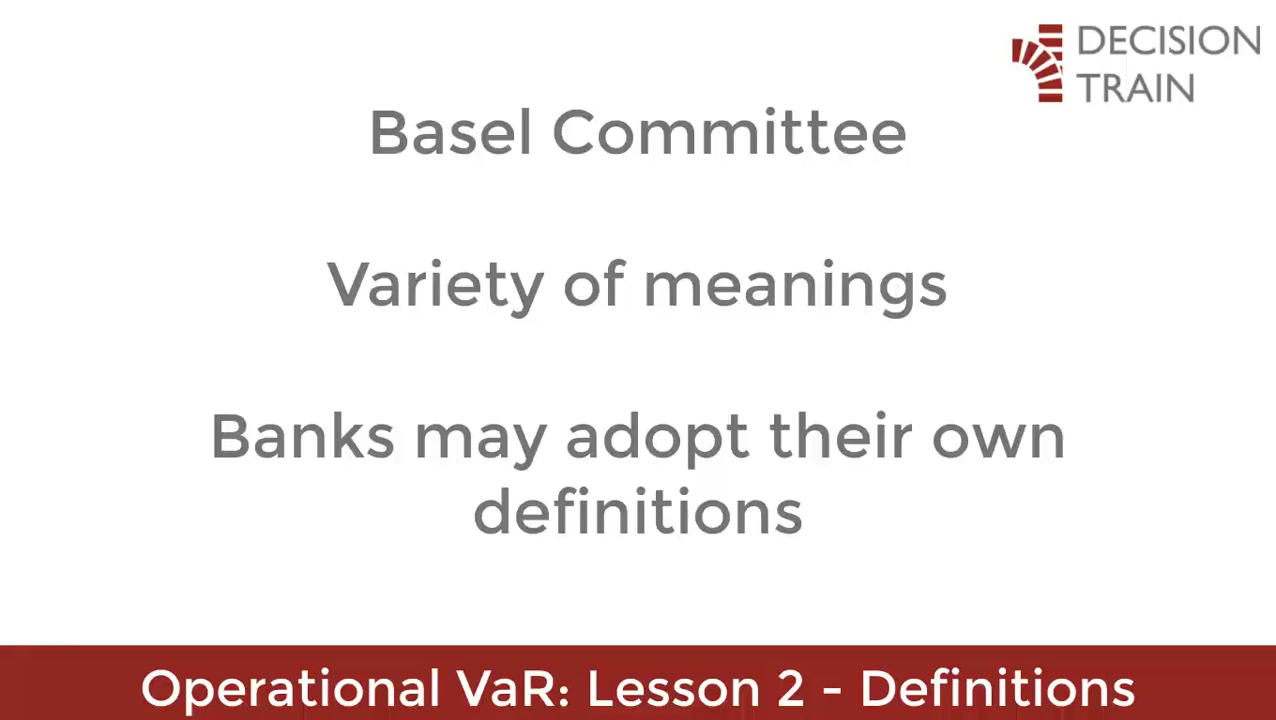 DECISION
TRAIN
Basel Committee
Variety of meanings
Banks may adopt their own
definitions
Operational VaR: Lesson 2 - Definitions